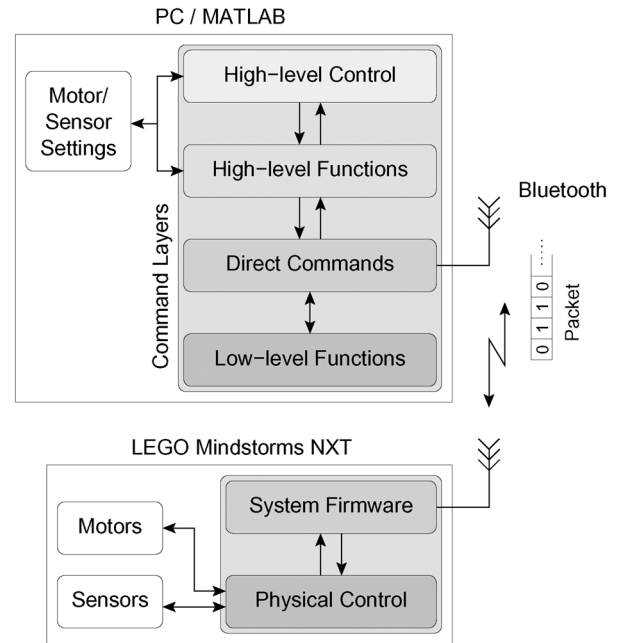 PC / MATLAB
High-level Control
Motor/
Sensor
Settings
High-level Functions
Command Layers
Direct Commands
Low-level Functions
Bluetooth
0 1 1 0 .....
Packet
LEGO Mindstorms NXT
System Firmware
Motors
Sensors
Physical Control